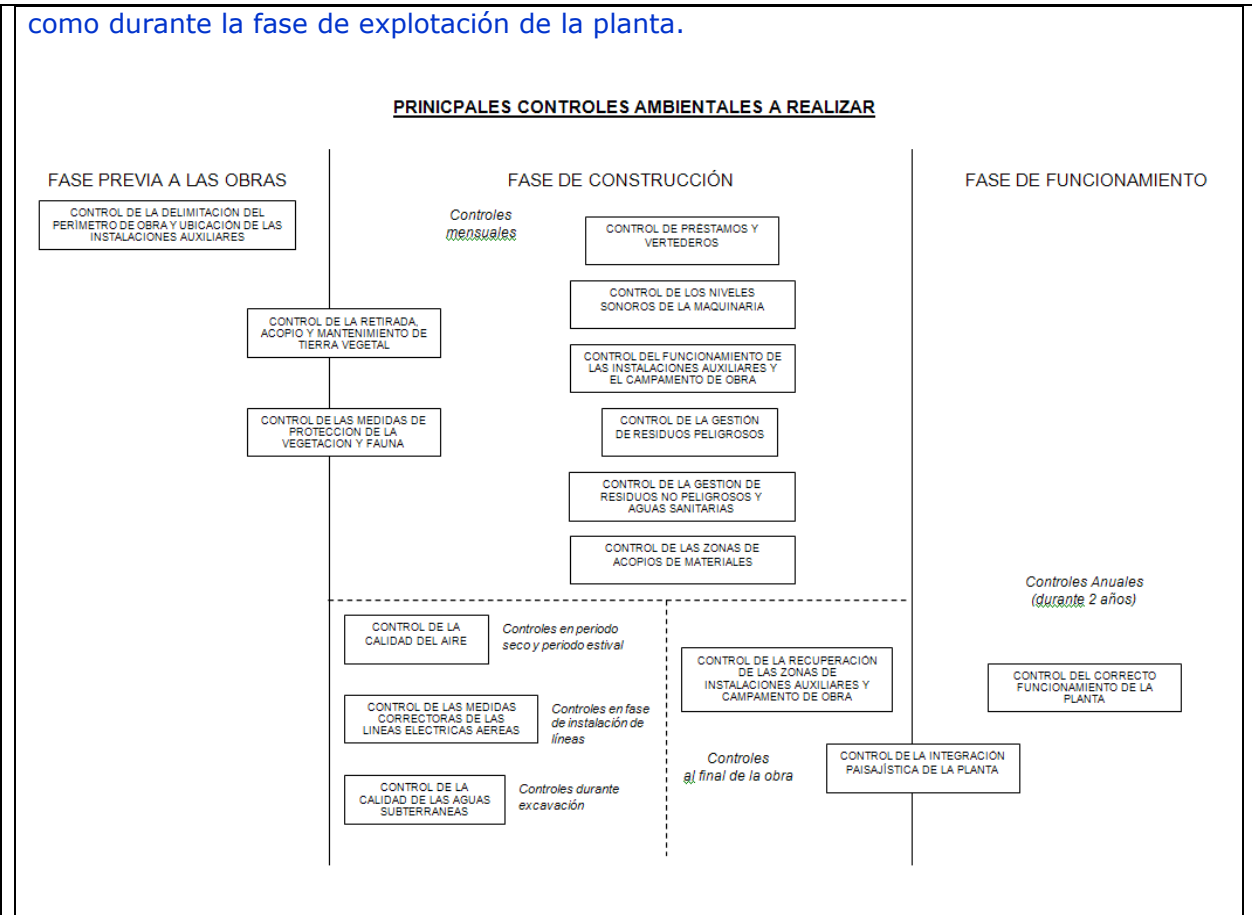 como durante la fase de explotación de la planta.
PRINICPALES CONTROLES AMBIENTALES A REALIZAR
FASE PREVIA A LAS OBRAS
CONTROL DE LA DELIMITACIÓN DEL
PERÍMETRO DE OBRA Y UBICACIÓN DE LAS
INSTALACIONES AUXILIARES
CONTROL DE LA RETIRADA,
ACOPIO Y MANTENIMIENTO DE
TIERRA VEGETAL
CONTROL DE LAS MEDIDAS DE
PROTECCION DE LA
VEGETACION Y FAUNA
FASE DE CONSTRUCCIÓN
Controles
mensuales
CONTROL DE PRÉSTAMOS Y
VERTEDEROS
CONTROL DE LOS NIVELES
SONOROS DE LA MAQUINARIA
CONTROL DEL FUNCIONAMIENTO DE
LAS INSTALACIONES AUXILIARES Y
EL CAMPAMENTO DE OBRA
CONTROL DE LA GESTIÓN
DE RESIDUOS PELIGROSOS
CONTROL DE LA GESTION DE
RESIDUOS NO PELIGROSOS Y
AGUAS SANITARIAS
CONTROL DE LAS ZONAS DE
ACOPIOS DE MATERIALES
CONTROL DE LA
CALIDAD DEL AIRE
Controles en periodo
seco y periodo estival
CONTROL DE LAS MEDIDAS
CORRECTORAS DE LAS
LINEAS ELECTRICAS AEREAS
Controles en fase
de instalación de
líneas
CONTROL DE LA
CALIDAD DE LAS AGUAS
SUBTERRANEAS
Controles durante
excavación
CONTROL DE LA RECUPERACIÓN
DE LAS ZONAS DE
INSTALACIONES AUXILIARES Y
CAMPAMENTO DE OBRA
Controles
al final de la obra
CONTROL DE LA INTEGRACIÓN
PAISAJÍSTICA DE LA PLANTA
FASE DE FUNCIONAMIENTO
Controles Anuales
(durante 2 años)
CONTROL DEL CORRECTO
FUNCIONAMIENTO DE LA
PLANTA